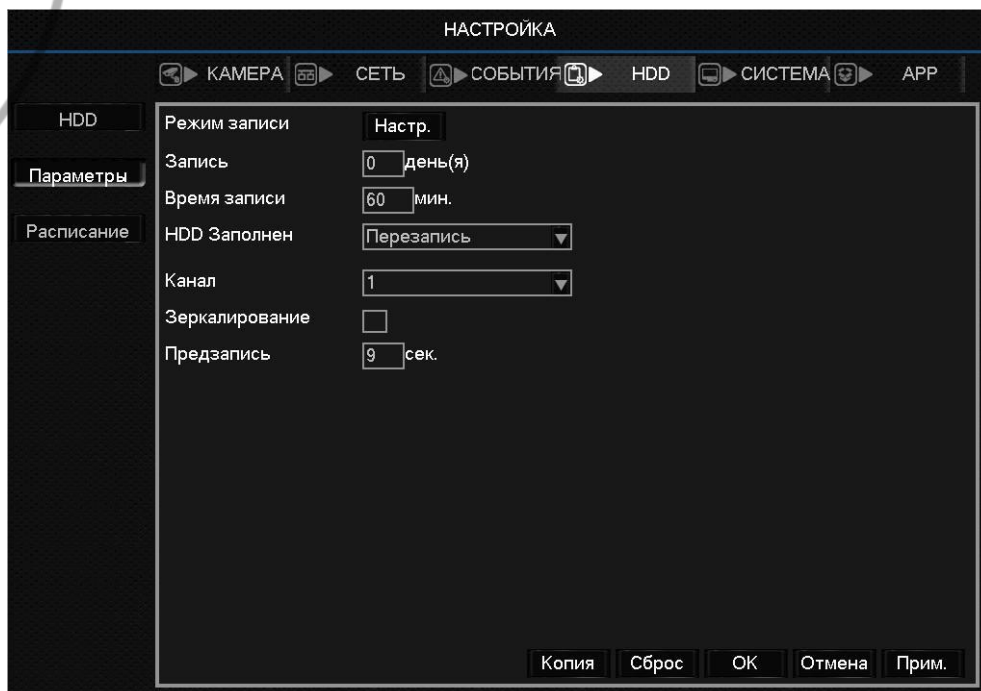 НАСТРОЙКА
КАМЕРА СЕТЬ СОБЫТИЯ HDD СИСТЕМА APP
HDD
Параметры
Расписание
Режим записи Настр.
Запись 0 день(я)
Время записи 60 мин.
HDD Заполнен Перезапись
Канал 1
Зеркалирование
Предзапись 9 сек.
Копия Сброс OK Отмена Прим.